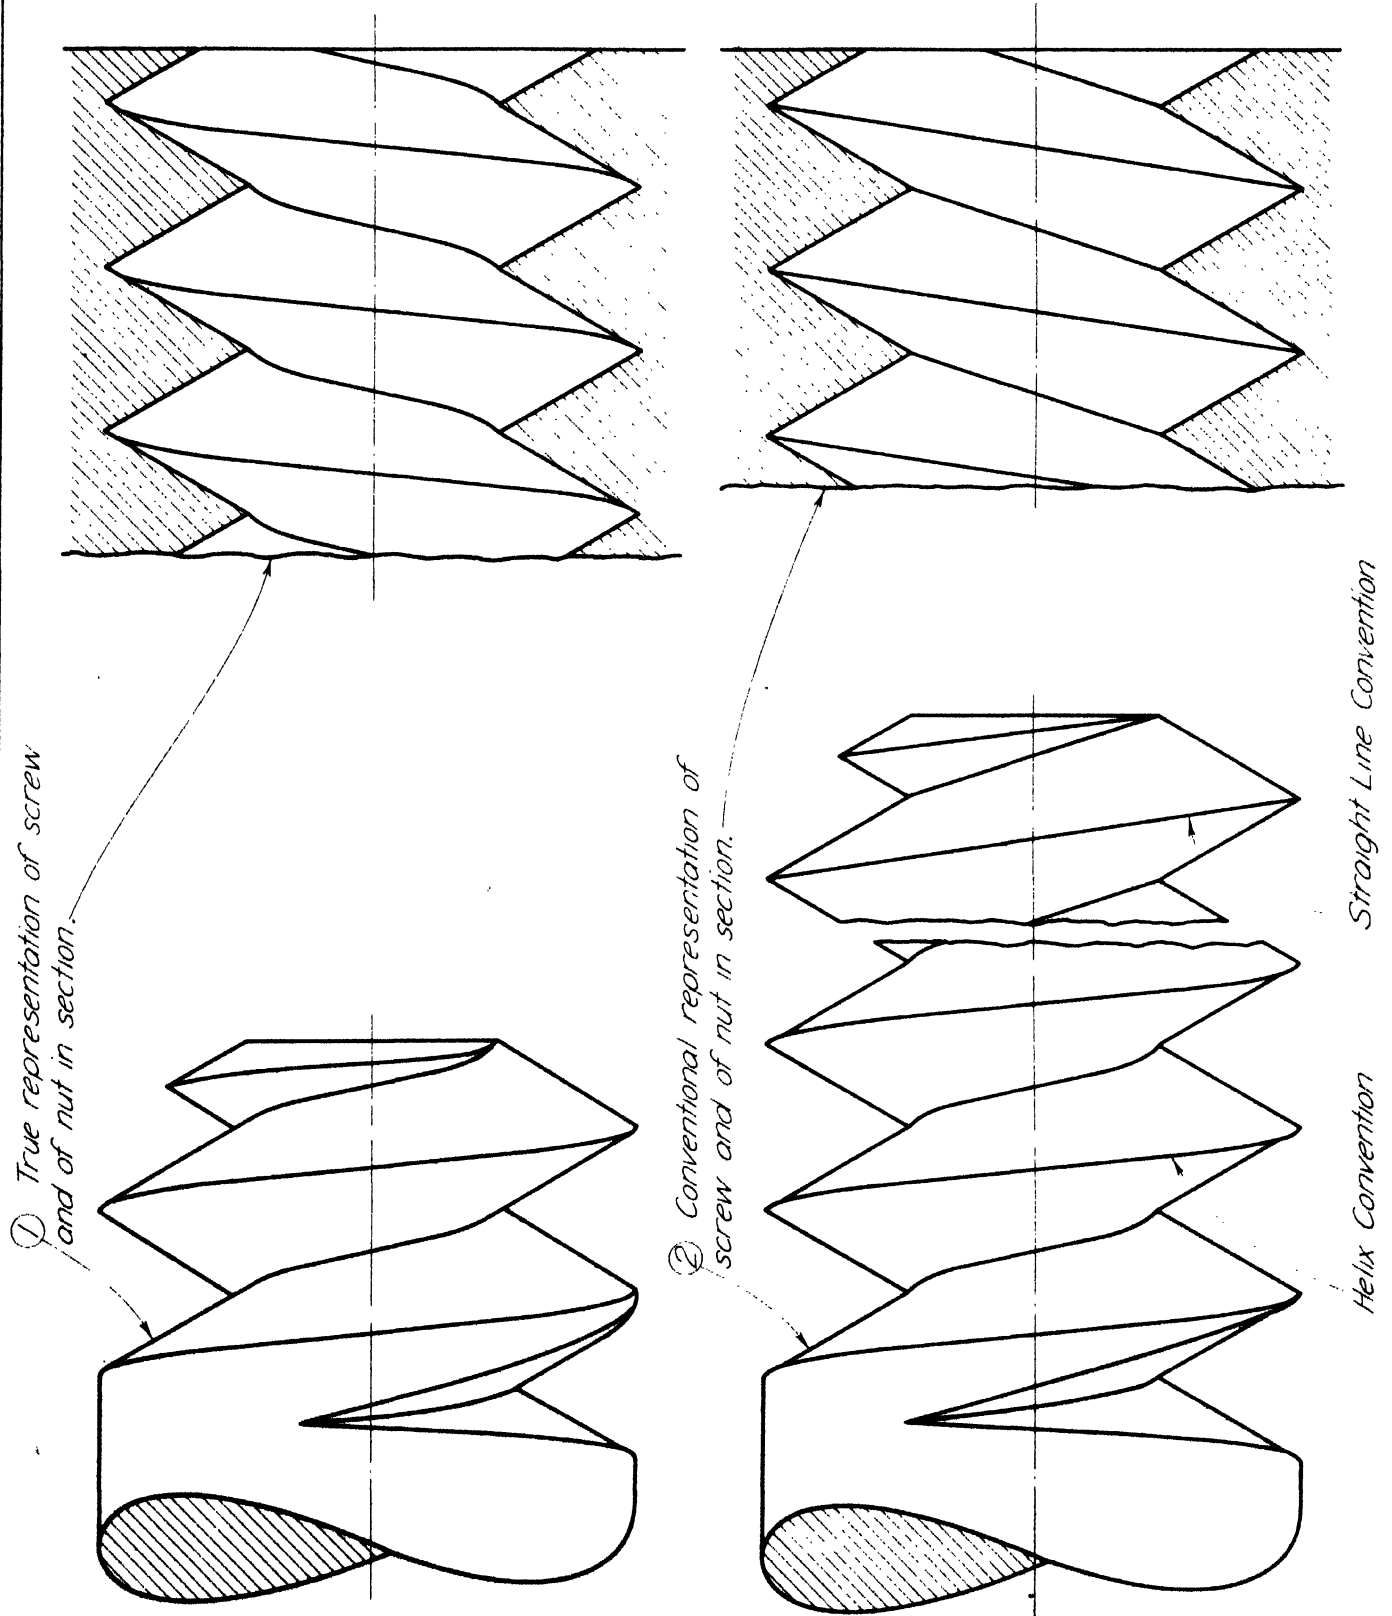 ① True representation of screw
and of nut in section.
② Conventional representation of
screw and of nut in section.
Helix Convention
Straight Line Convention